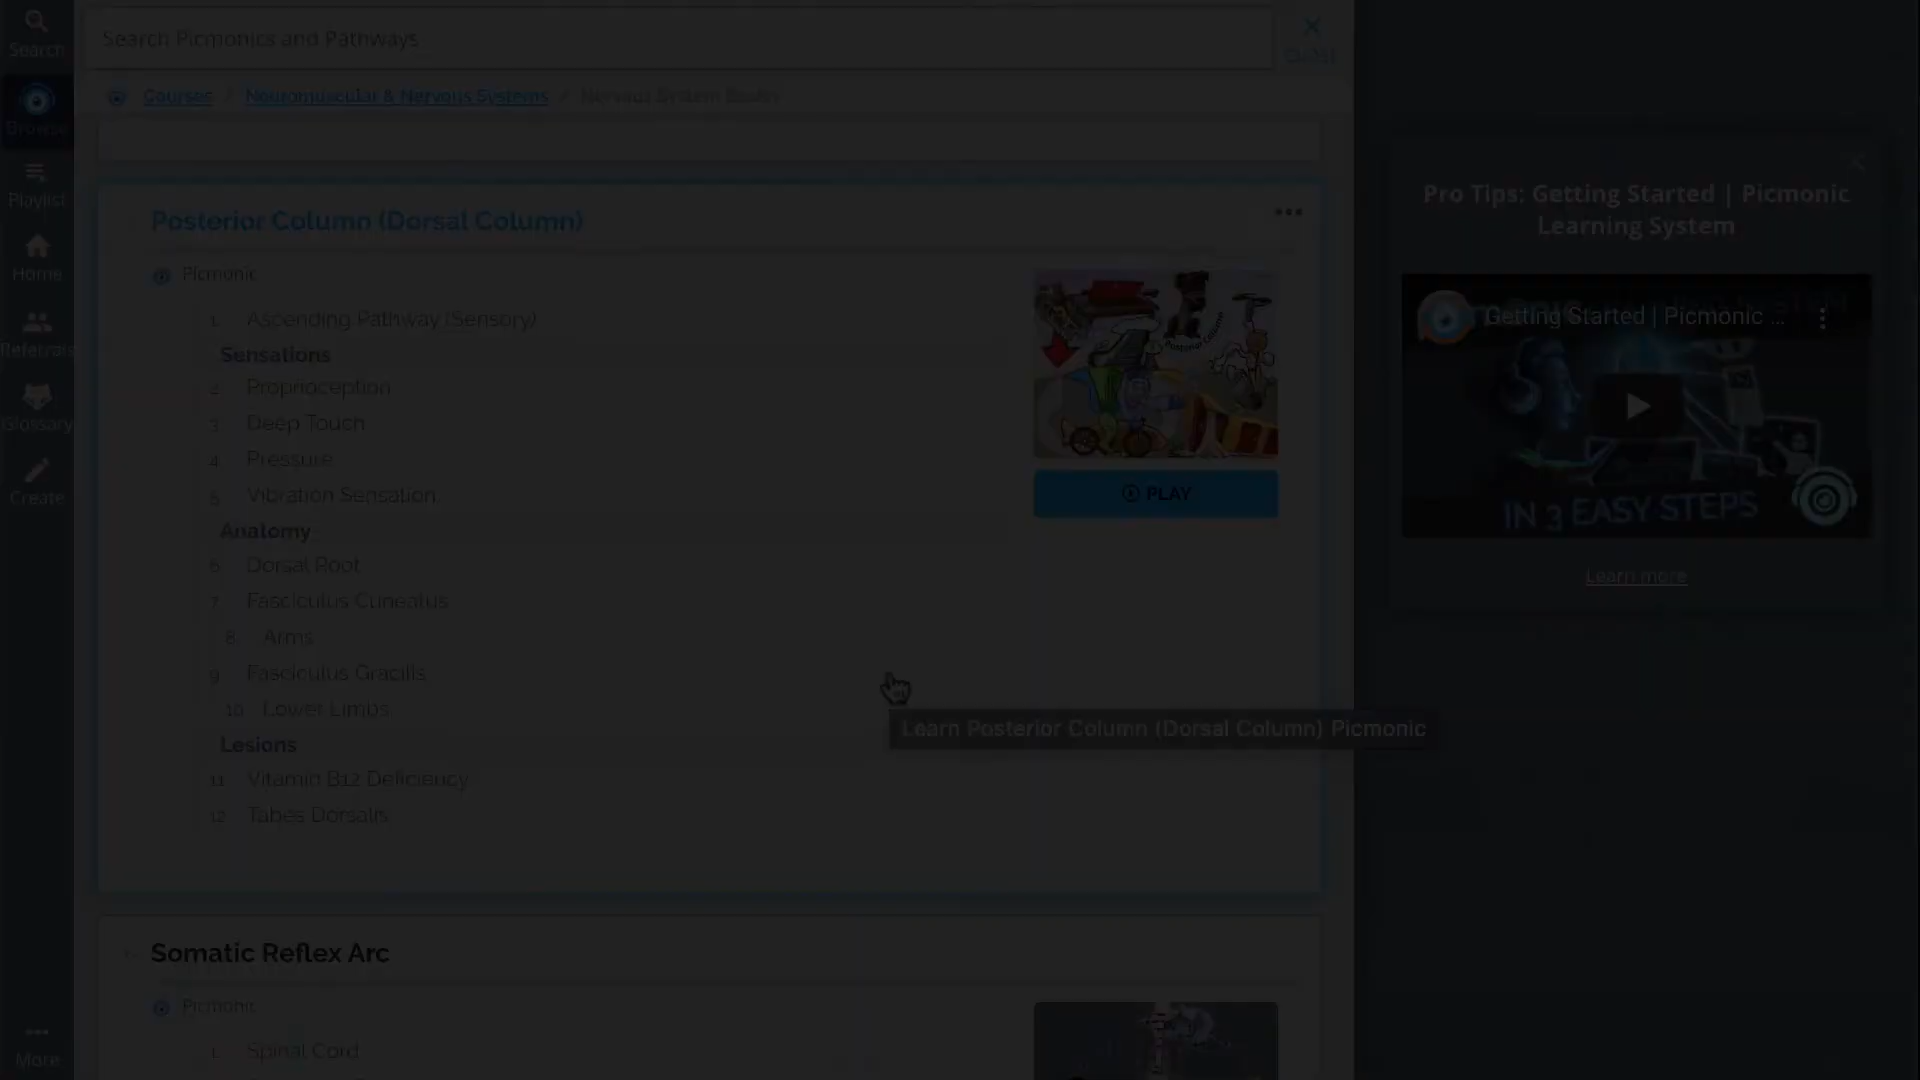 Search
Search Picmonics and Pathways
CLOSE
Courses / Neuromuscular & Nervous Systems / Nervous System Basics
Browse
Playlist
Home
Referrals
Glossary
Create
More
Posterior Column (Dorsal Column)
Picmonic
1. Ascending Pathway (Sensory)
Sensations
2. Proprioception
3. Deep Touch
4. Pressure
5. Vibration Sensation
Anatomy
6. Dorsal Root
7. Fasciculus Cuneatus
8. Arms
9. Fasciculus Gracilis
10. Lower Limbs
Lesions
11. Vitamin B12 Deficiency
12. Tabes Dorsalis
Posterior Column
PLAY
Learn Posterior Column (Dorsal Column) Picmonic
Somatic Reflex Arc
Picmonic
1. Spinal Cord
Pro Tips: Getting Started | Picmonic
Learning System
Getting Started | Picmonic ...
IN 3 EASY STEPS
Learn more